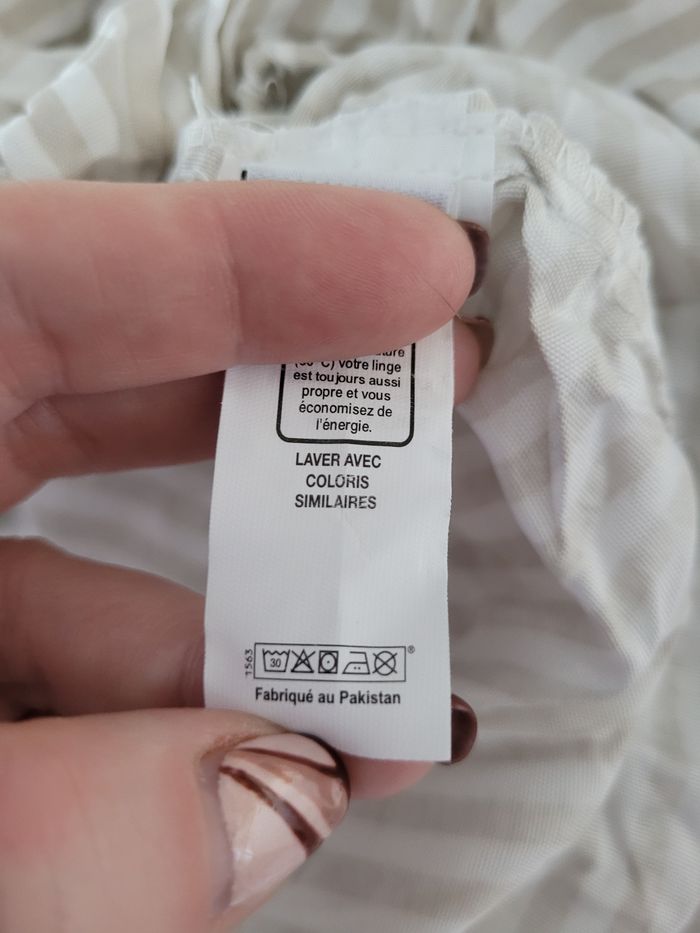 (30°C) votre linge
est toujours aussi
propre et vous
économisez de
l'énergie.
LAVER AVEC
COLORIS
SIMILAIRES
1563
30
®
Fabriqué au Pakistan